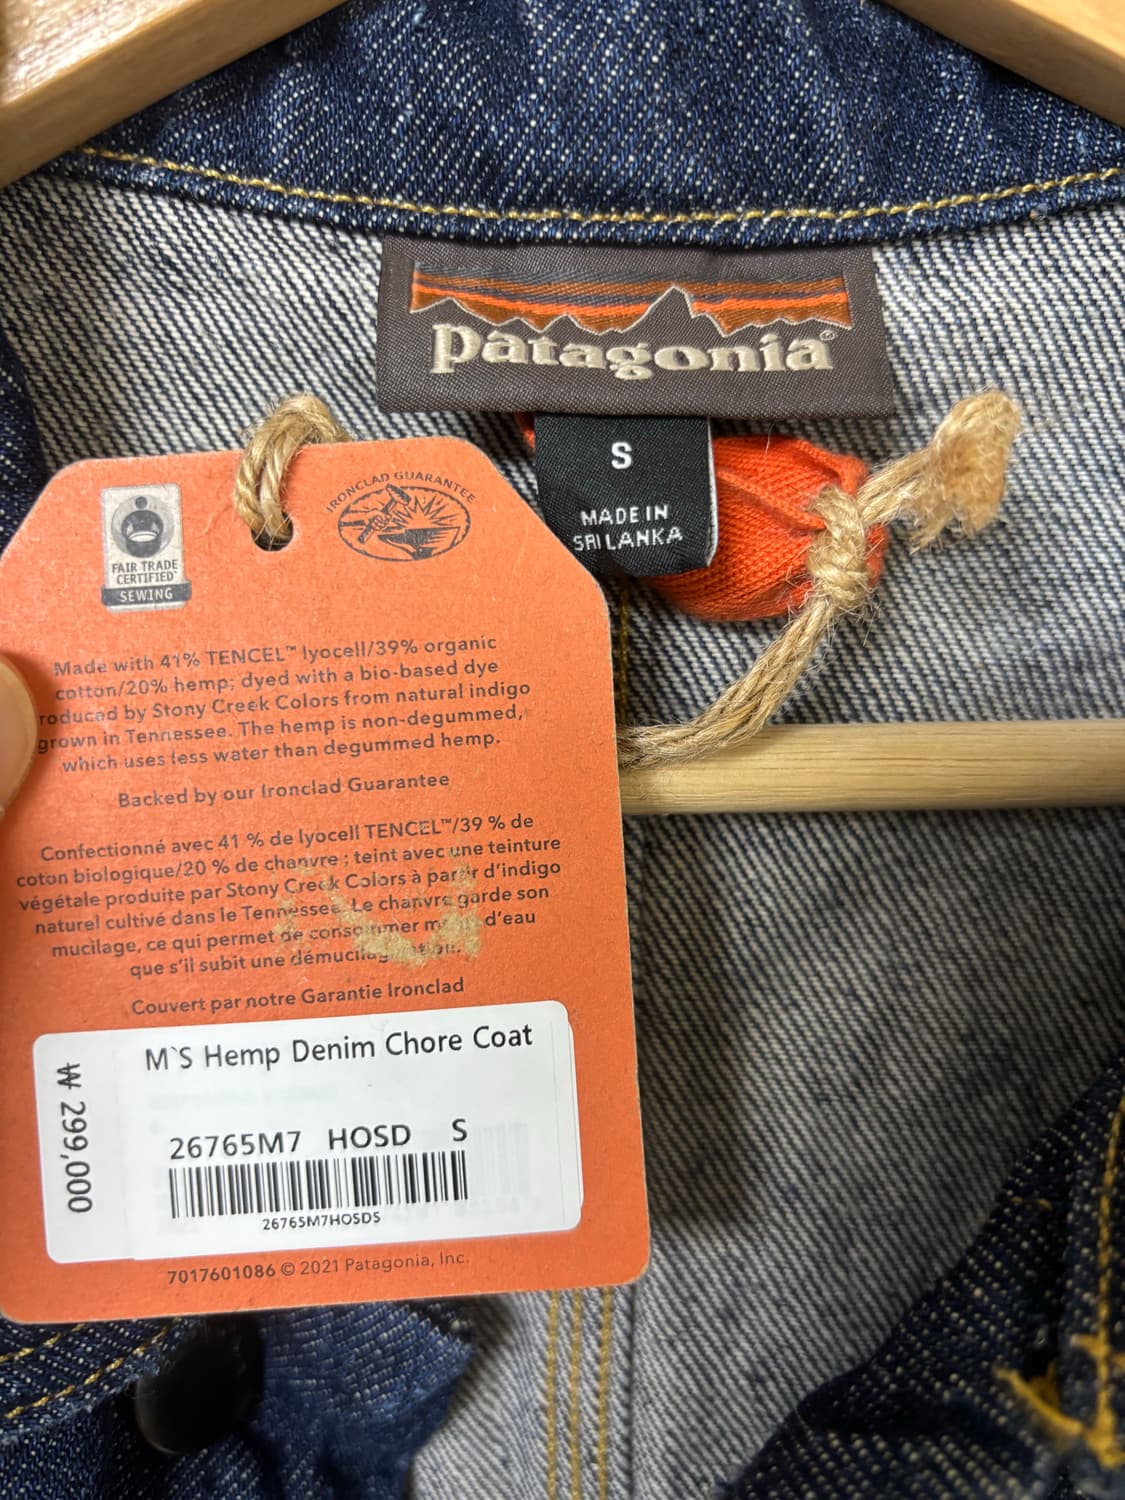 patagonia®
S
MADE IN
SRI LANKA
IRONCLAD GUARANTEE
FAIR TRADE
CERTIFIED™
SEWING
Made with 41% TENCEL™ lyocell/39% organic
cotton/20% hemp; dyed with a bio-based dye
roduced by Stony Creek Colors from natural indigo
grown in Tennessee. The hemp is non-degummed,
which uses less water than degummed hemp.
Backed by our Ironclad Guarantee
Confectionné avec 41 % de lyocell TENCEL™/39 % de
coton biologique/20 % de chanvre ; teint avec une teinture
végétale produite par Stony Creek Colors à partir d'indigo
naturel cultivé dans le Tennessee. Le chanvre garde son
mucilage, ce qui permet de consommer d'eau
que s'il subit une
Couvert par notre Garantie Ironclad
M`S Hemp Denim Chore Coat
₩ 299,000
26765M7 HOSD S
26765M7HOSDS
7017601086 © 2021 Patagonia, Inc.